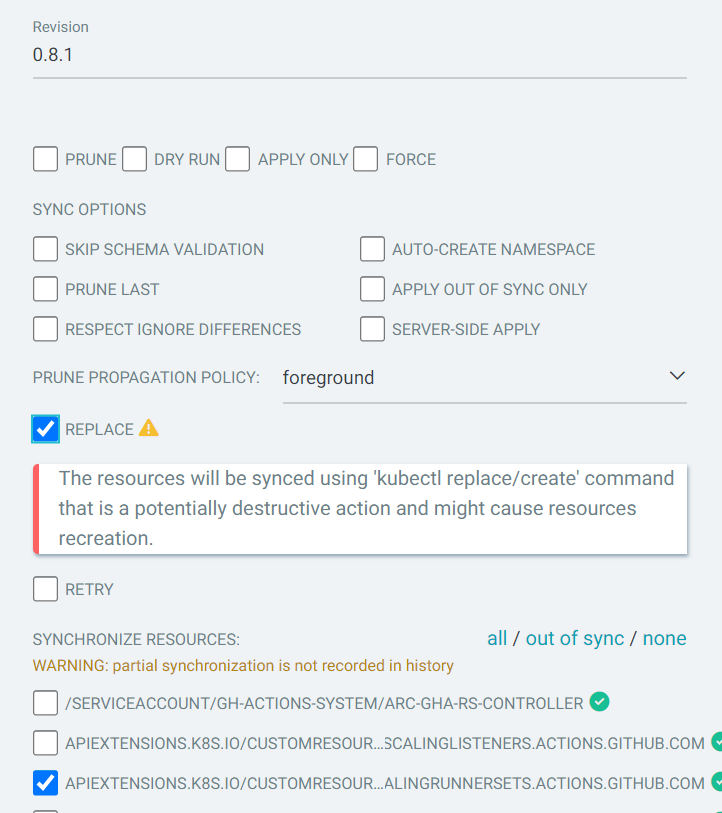 Revision
0.8.1
PRUNE DRY RUN APPLY ONLY FORCE
SYNC OPTIONS
SKIP SCHEMA VALIDATION AUTO-CREATE NAMESPACE
PRUNE LAST APPLY OUT OF SYNC ONLY
RESPECT IGNORE DIFFERENCES SERVER-SIDE APPLY
PRUNE PROPAGATION POLICY: foreground
REPLACE
The resources will be synced using 'kubectl replace/create' command
that is a potentially destructive action and might cause resources
recreation.
RETRY
SYNCHRONIZE RESOURCES: all / out of sync / none
WARNING: partial synchronization is not recorded in history
/SERVICEACCOUNT/GH-ACTIONS-SYSTEM/ARC-GHA-RS-CONTROLLER
APIEXTENSIONS.K8S.IO/CUSTOMRESOUR...SCALINGLISTENERS.ACTIONS.GITHUB.COM
APIEXTENSIONS.K8S.IO/CUSTOMRESOUR...ALINGRUNNERSETS.ACTIONS.GITHUB.COM